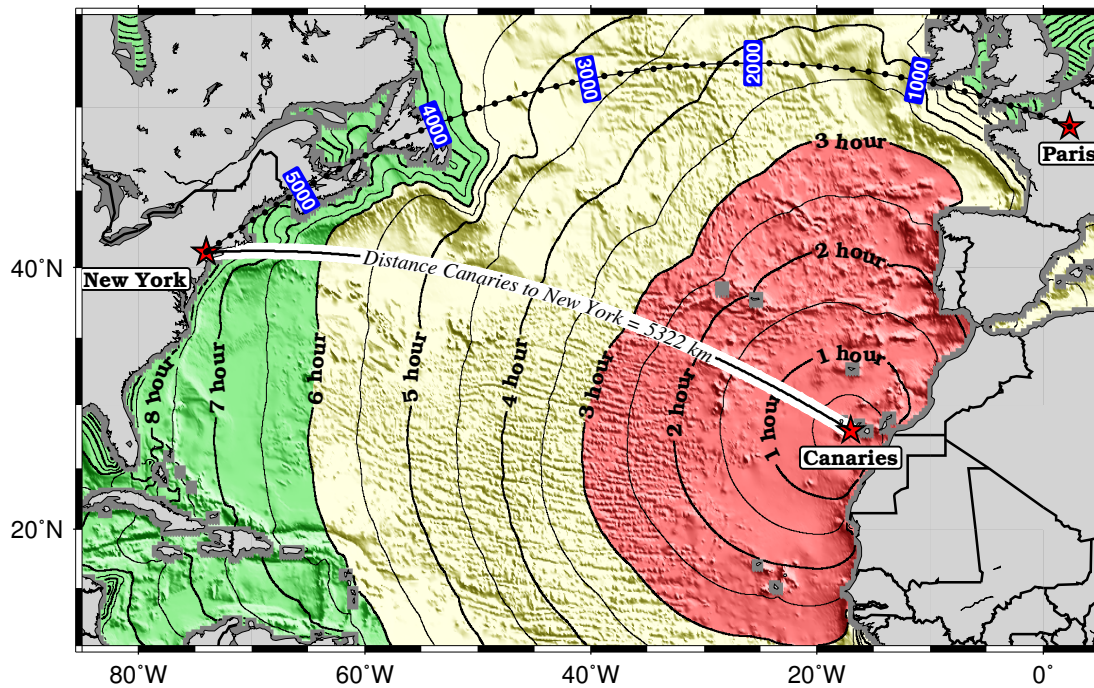 1000
2000
3000
4000
5000
Paris
3 hour
2 hour
1 hour
New York
Distance Canaries to New York = 5322 km
8 hour
7 hour
6 hour
5 hour
4 hour
3 hour
2 hour
1 hour
Canaries
40°N
20°N
80°W
60°W
40°W
20°W
0°